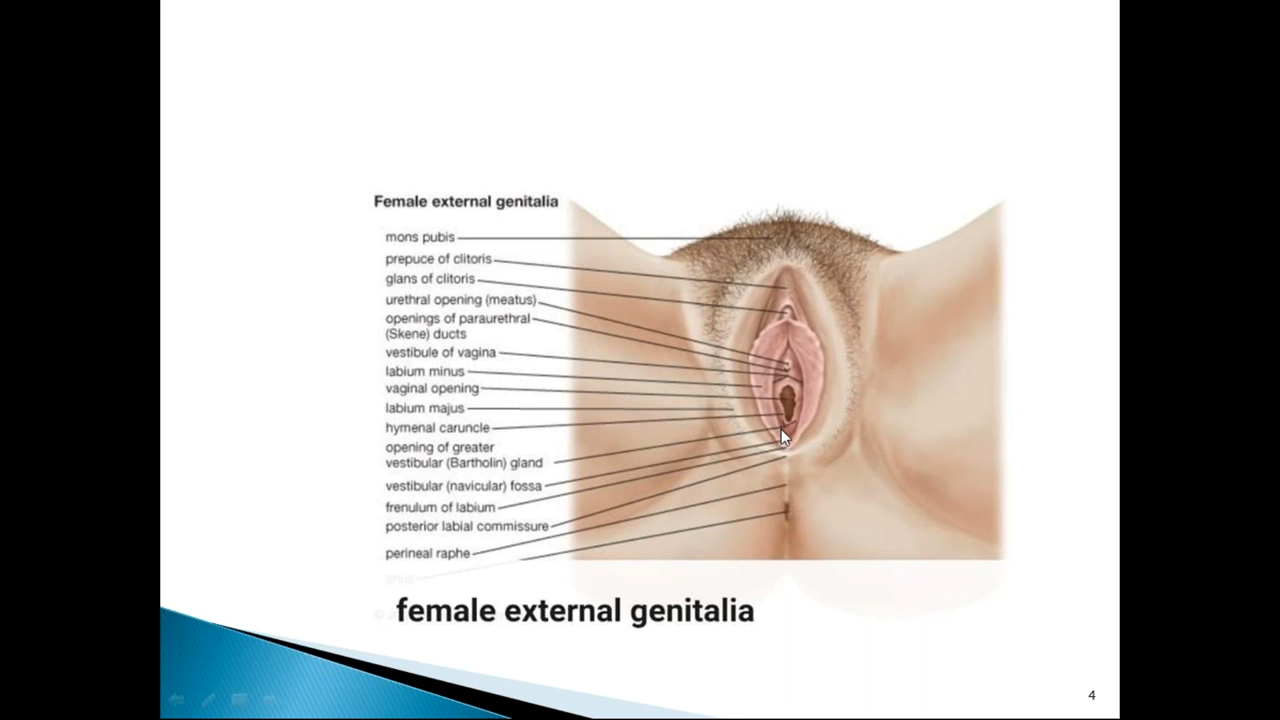 Female external genitalia
mons pubis
prepuce of clitoris
glans of clitoris
urethral opening (meatus)
openings of paraurethral
(Skene) ducts
vestibule of vagina
labium minus
vaginal opening
labium majus
hymenal caruncle
opening of greater
vestibular (Bartholin) gland
vestibular (navicular) fossa
frenulum of labium
posterior labial commissure
perineal raphe
female external genitalia
4